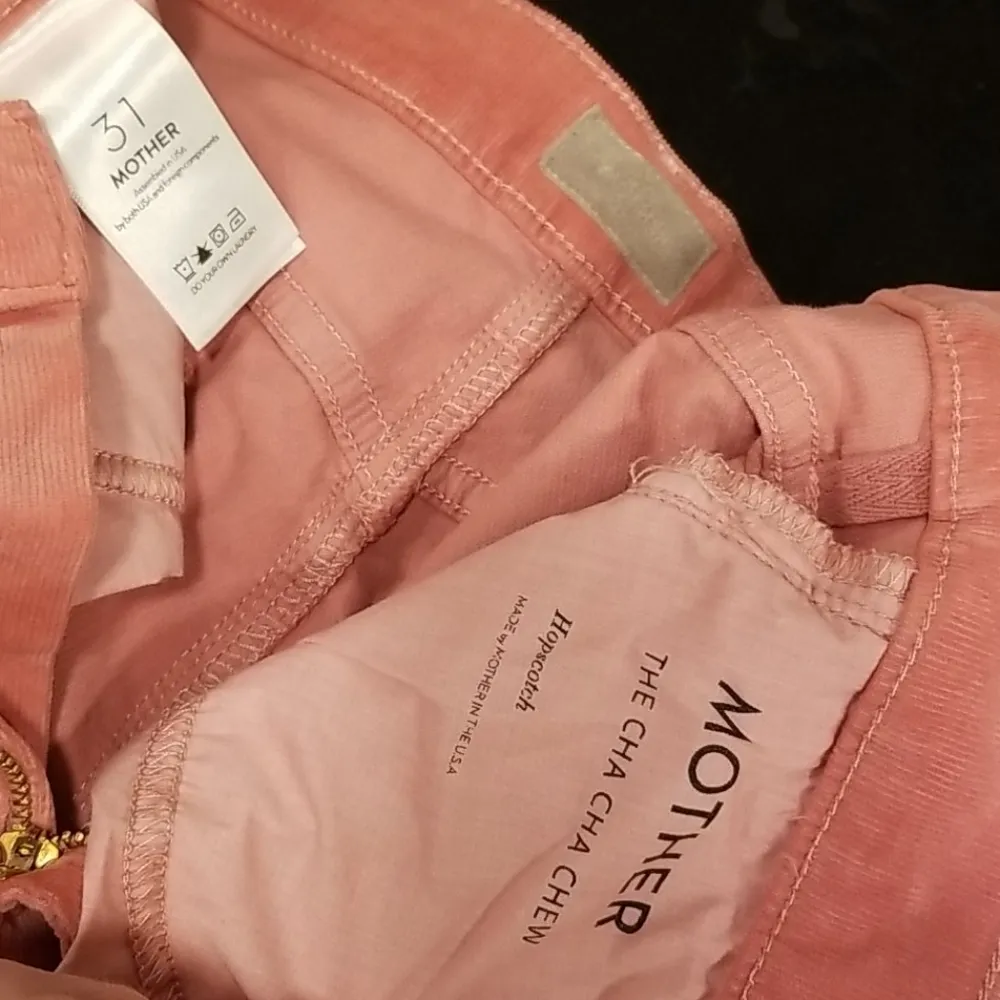 31
MOTHER
Assembled in USA
by both USA and foreign components
DO YOUR OWN LAUNDRY
MOTHER
THE CHA CHA CHA CHEW
Hopscotch
MADE by MOTHER IN THE U.S.A